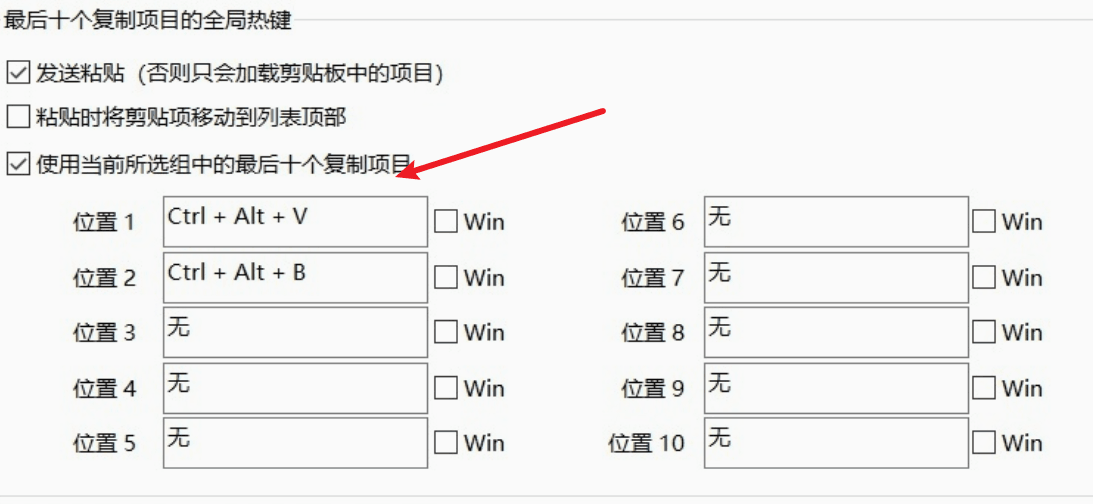 最后十个复制项目的全局热键
发送粘贴（否则只会加载剪贴板中的项目）
粘贴时将剪贴项移动到列表顶部
使用当前所选组中的最后十个复制项目
位置 1 Ctrl + Alt + V Win 位置 6 无 Win
位置 2 Ctrl + Alt + B Win 位置 7 无 Win
位置 3 无 Win 位置 8 无 Win
位置 4 无 Win 位置 9 无 Win
位置 5 无 Win 位置 10 无 Win